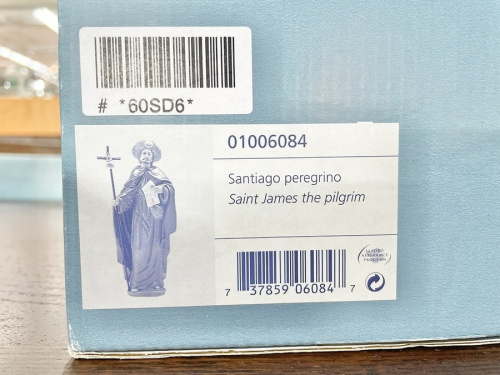 # *60SD6*
01006084
Santiago peregrino
Saint James the pilgrim
7 37859 06084 7